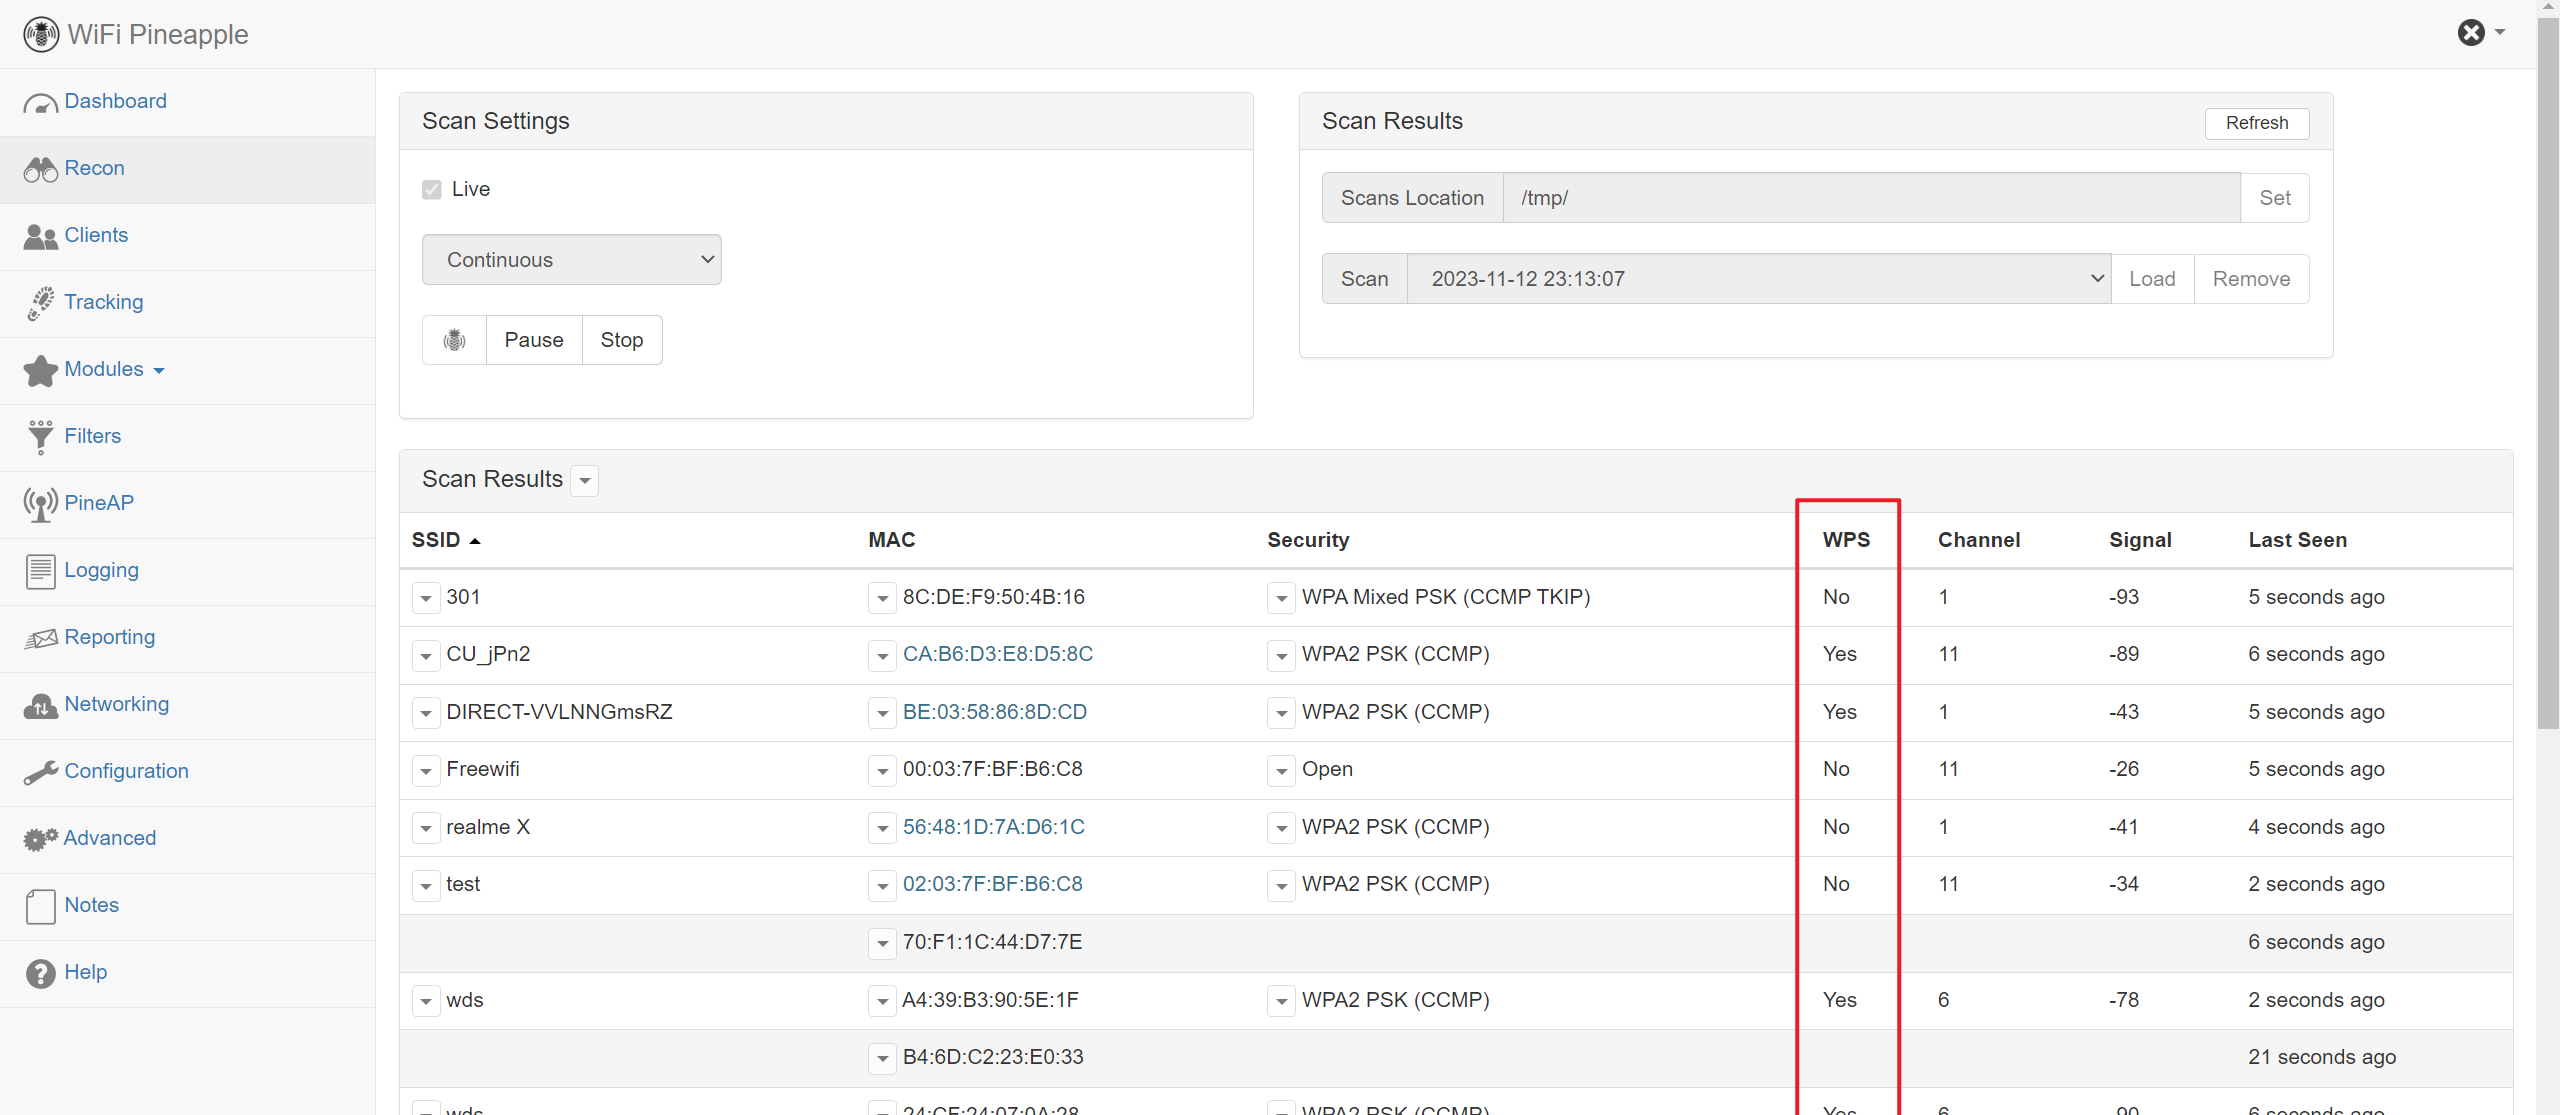 WiFi Pineapple
Dashboard
Recon
Clients
Tracking
Modules
Filters
PineAP
Logging
Reporting
Networking
Configuration
Advanced
Notes
Help
Scan Settings
Live
Continuous
Pause Stop
Scan Results Refresh
Scans Location /tmp/ Set
Scan 2023-11-12 23:13:07 Load Remove
Scan Results
SSID MAC Security WPS Channel Signal Last Seen
301 8C:DE:F9:50:4B:16 WPA Mixed PSK (CCMP TKIP) No 1 -93 5 seconds ago
CU_jPn2 CA:B6:D3:E8:D5:8C WPA2 PSK (CCMP) Yes 11 -89 6 seconds ago
DIRECT-VVLNNGmsRZ BE:03:58:86:8D:CD WPA2 PSK (CCMP) Yes 1 -43 5 seconds ago
Freewifi 00:03:7F:BF:B6:C8 Open No 11 -26 5 seconds ago
realme X 56:48:1D:7A:D6:1C WPA2 PSK (CCMP) No 1 -41 4 seconds ago
test 02:03:7F:BF:B6:C8 WPA2 PSK (CCMP) No 11 -34 2 seconds ago
70:F1:1C:44:D7:7E 6 seconds ago
wds A4:39:B3:90:5E:1F WPA2 PSK (CCMP) Yes 6 -78 2 seconds ago
B4:6D:C2:23:E0:33 21 seconds ago
wds 24:CF:24:07:0A:28 WPA2 PSK (CCMP) Yes 6 -90 6 seconds ago